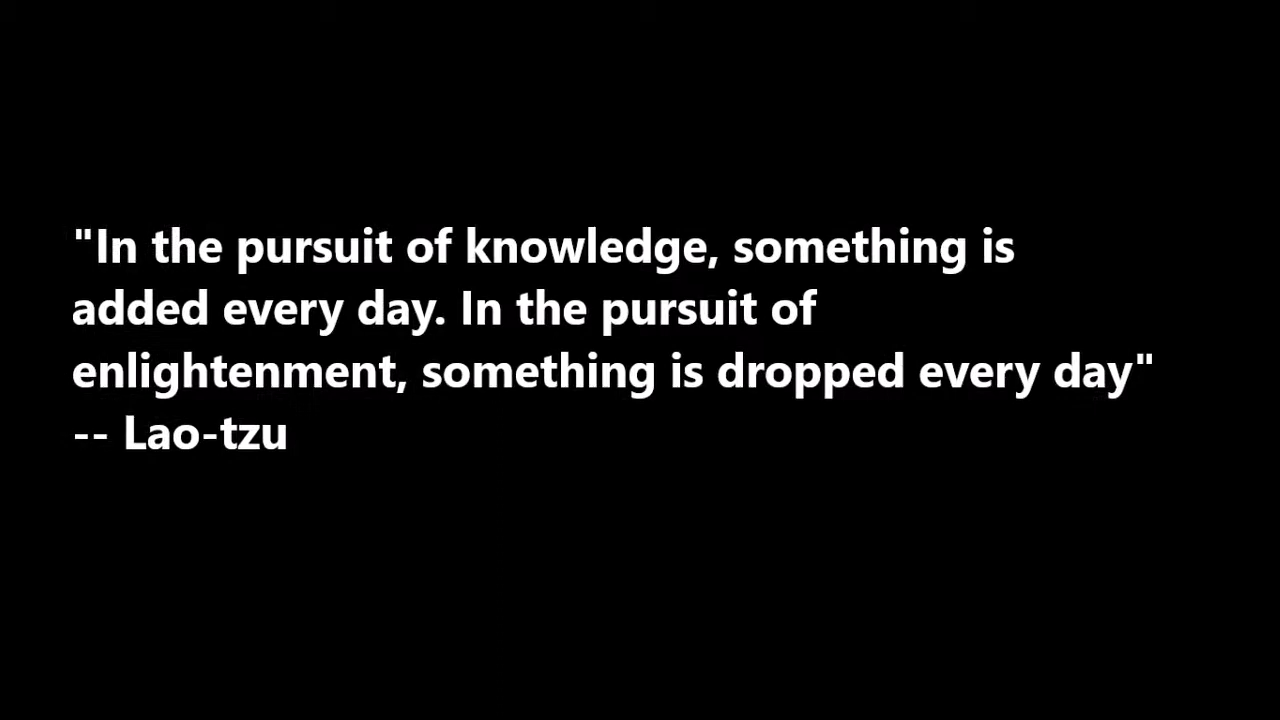 "In the pursuit of knowledge, something is
added every day. In the pursuit of
enlightenment, something is dropped every day"
-- Lao-tzu